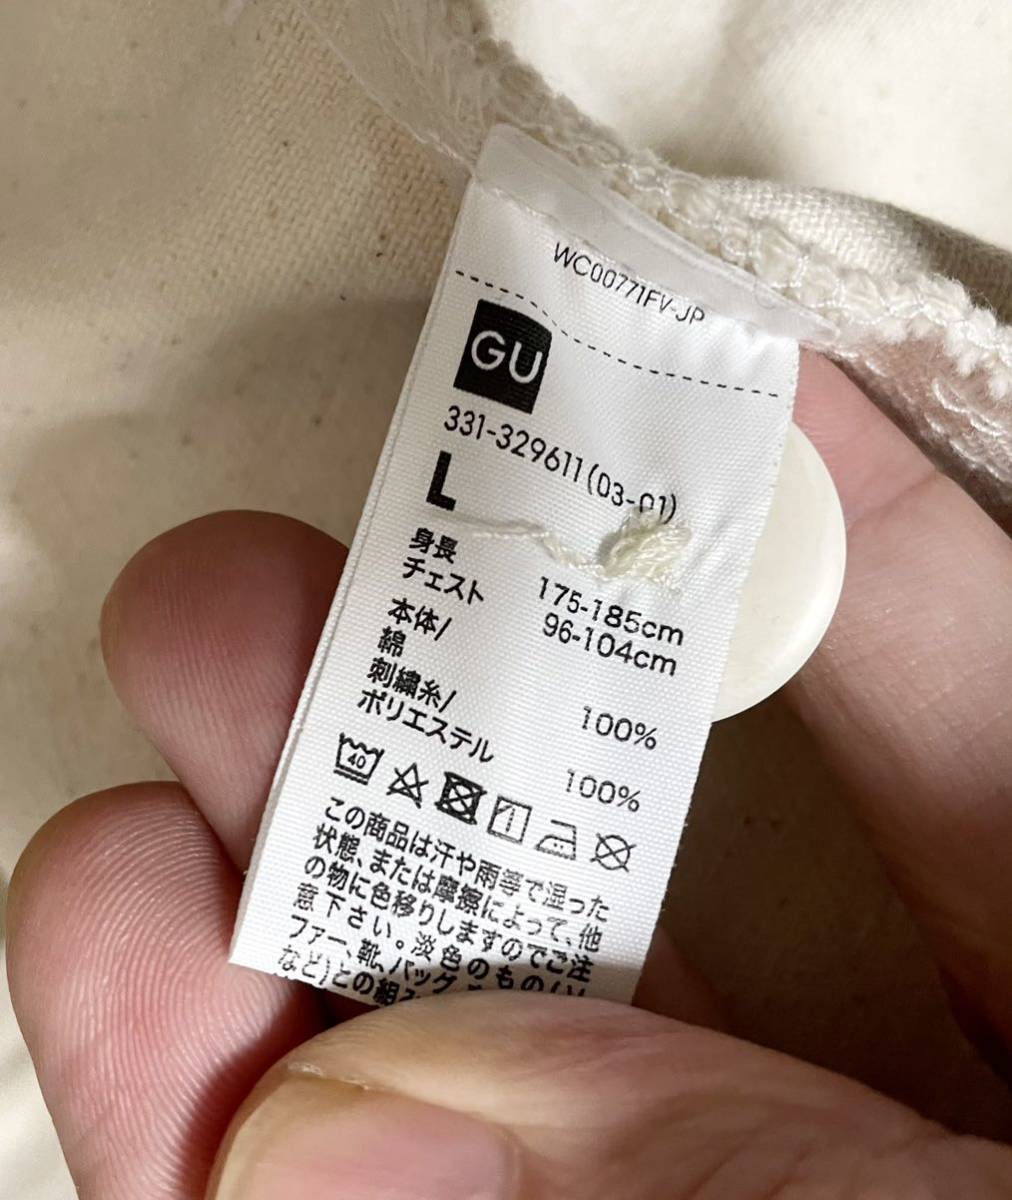 WC00771FV-JP
GU
331-329611(03-01)
L
身長 175-185cm
チェスト 96-104cm
本体/
綿 100%
刺繍糸/
ポリエステル 100%
40
この商品は汗や雨等で湿った
状態、または摩擦によって、他
の物に色移りしますのでご注
意下さい。淡色のもの(ソ
ファー、靴、バッグ
など)との組み